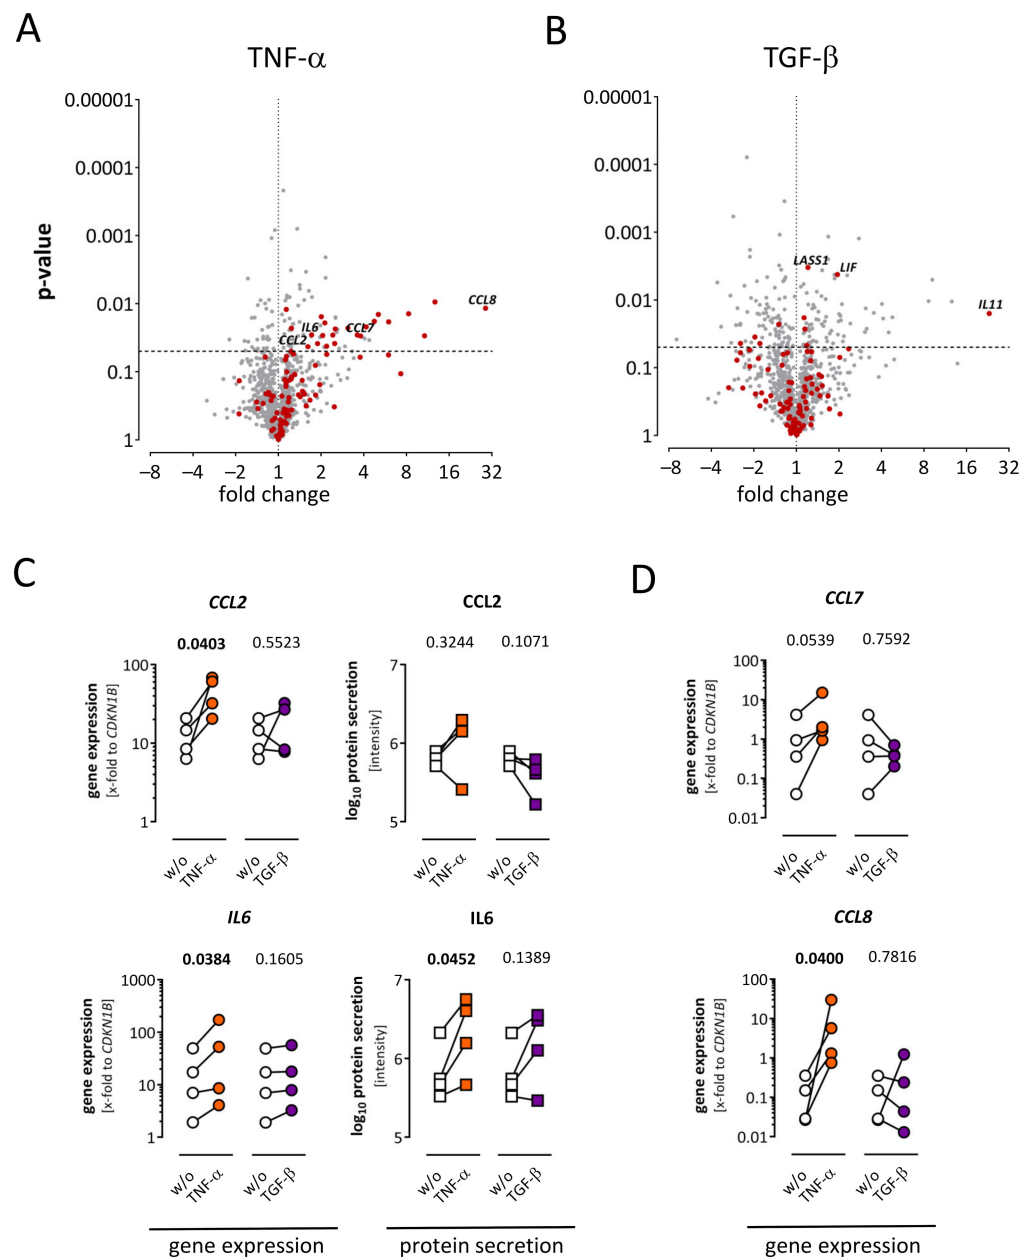 A
B
TNF-α
TGF-β
p-value
0.00001
0.0001
0.001
0.01
0.1
1
CCL8
IL6
CCL7
CCL2
−8 −4 −2 1 2 4 8 16 32
fold change
0.00001
0.0001
0.001
0.01
0.1
1
LASS1
LIF
IL11
−8 −4 −2 1 2 4 8 16 32
fold change
C
D
CCL2
0.0403 0.5523
gene expression
[x-fold to CDKN1B]
100
10
1
w/o
TNF-α
w/o
TGF-β
CCL2
0.3244 0.1071
log10 protein secretion
[intensity]
7
6
5
w/o
TNF-α
w/o
TGF-β
CCL7
0.0539 0.7592
gene expression
[x-fold to CDKN1B]
100
10
1
0.1
0.01
w/o
TNF-α
w/o
TGF-β
IL6
0.0384 0.1605
gene expression
[x-fold to CDKN1B]
1000
100
10
1
w/o
TNF-α
w/o
TGF-β
gene expression
IL6
0.0452 0.1389
log10 protein secretion
[intensity]
7
6
5
w/o
TNF-α
w/o
TGF-β
protein secretion
CCL8
0.0400 0.7816
gene expression
[x-fold to CDKN1B]
100
10
1
0.1
0.01
w/o
TNF-α
w/o
TGF-β
gene expression